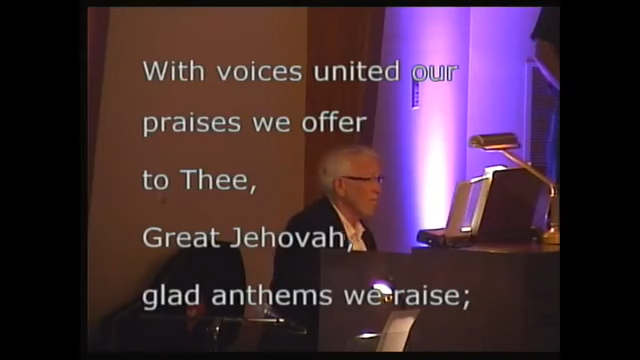 With voices united our
praises we offer
to Thee,
Great Jehovah,
glad anthems we raise;